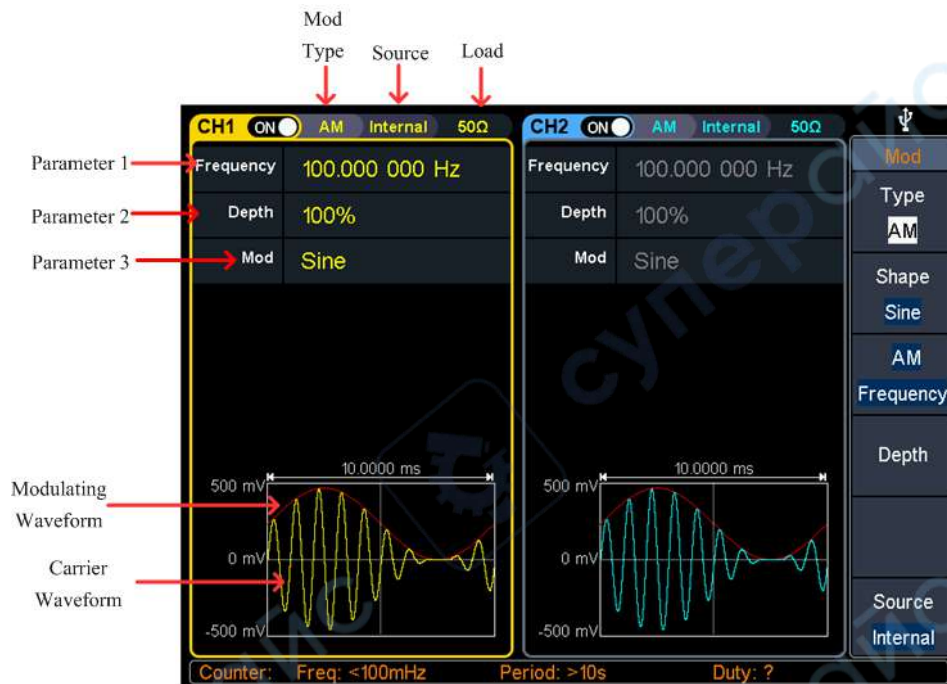 Mod
Type
Source
Load
CH1 ON AM Internal 50Ω
CH2 ON AM Internal 50Ω
Parameter 1
Frequency 100.000 000 Hz
Frequency 100.000 000 Hz
Mod
Parameter 2
Depth 100%
Depth 100%
Type
AM
Parameter 3
Mod Sine
Mod Sine
Shape
Sine
AM
Frequency
Depth
10.0000 ms
10.0000 ms
Modulating
Waveform
500 mV
0 mV
-500 mV
500 mV
0 mV
-500 mV
Carrier
Waveform
Source
Internal
Counter: Freq: <100mHz Period: >10s Duty: ?
суперайс